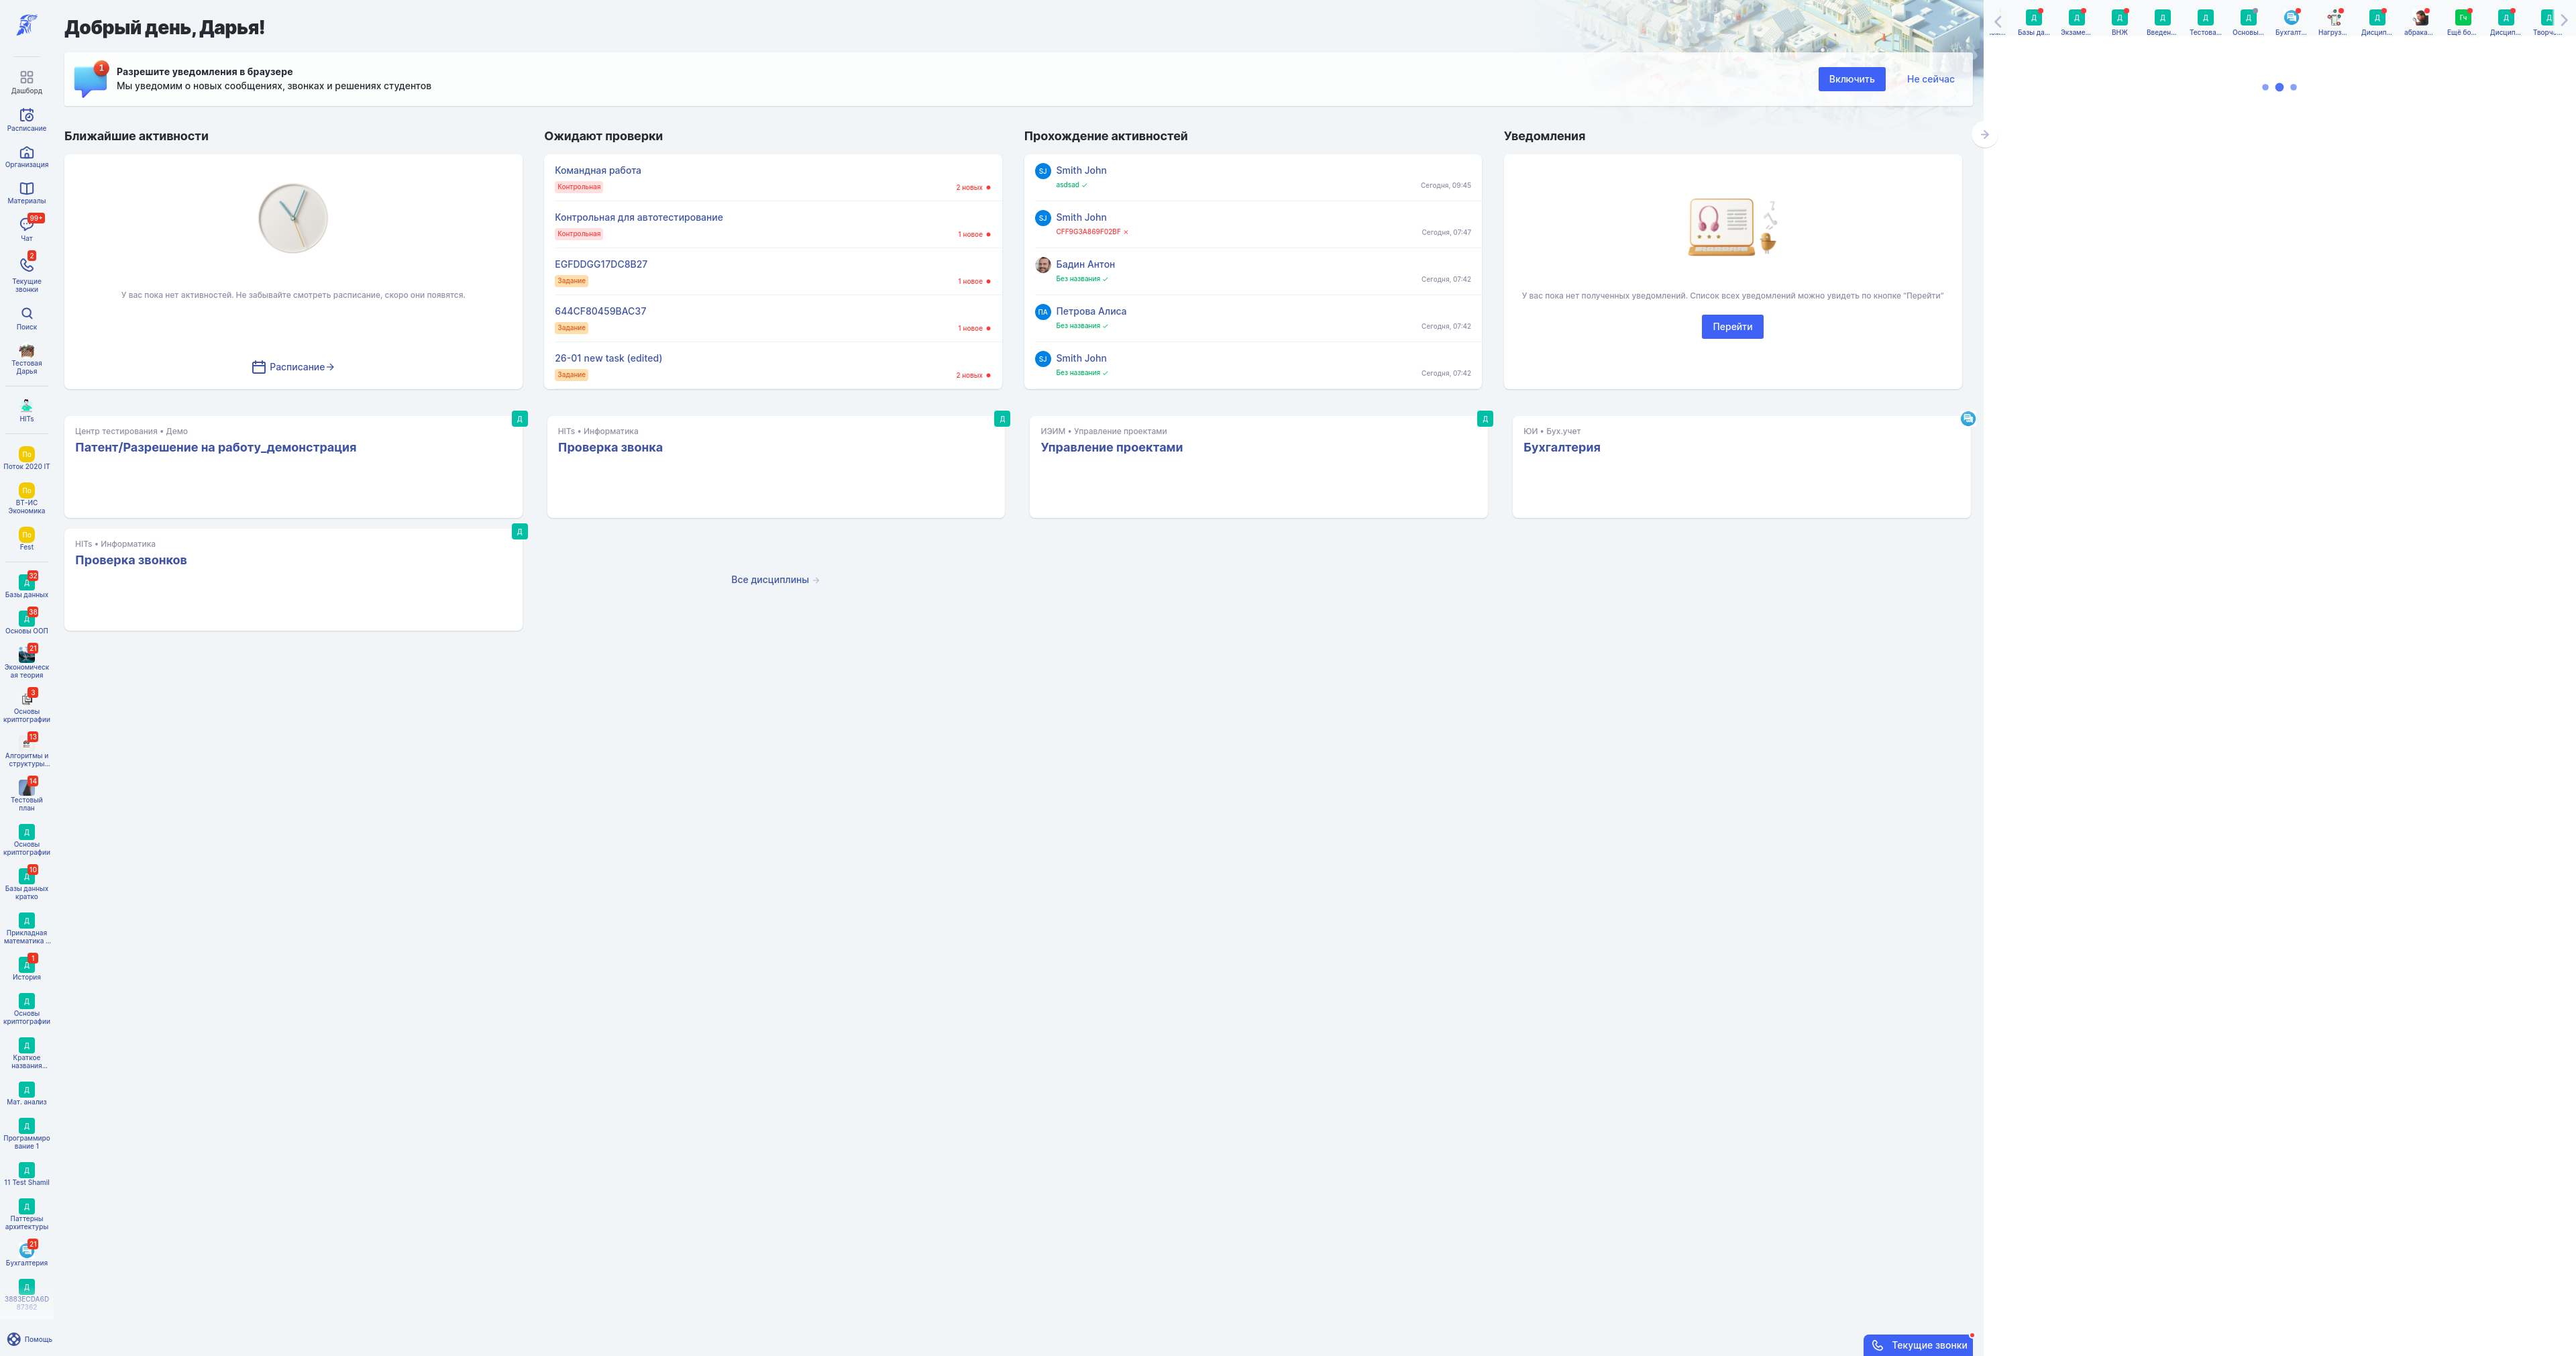 Добрый день, Дарья!
1
Разрешите уведомления в браузере
Мы уведомим о новых сообщениях, звонках и решениях студентов
Включить
Не сейчас
Дашборд
Расписание
Организация
Материалы
99+
Чат
2
Текущие
звонки
Поиск
Тестовая
Дарья
HITs
По
Поток 2020 IT
По
ВТ-ИС
Экономика
По
Fest
32
Д
Базы данных
38
Д
Основы ООП
21
Экономическ
ая теория
3
Основы
криптографии
13
Алгоритмы и
структуры...
14
Тестовый
план
Д
Основы
криптографии
10
Д
Базы данных
кратко
Д
Прикладная
математика ...
1
Д
История
Д
Основы
криптографии
Д
Краткое
названия...
Д
Мат. анализ
Д
Программиро
вание 1
Д
11 Test Shamil
Д
Паттерны
архитектуры
21
Бухгалтерия
Д
3883ECDA6D
87362
Помощь
Ближайшие активности
У вас пока нет активностей. Не забывайте смотреть расписание, скоро они появятся.
Расписание
Ожидают проверки
Командная работа
Контрольная
2 новых
Контрольная для автотестирование
Контрольная
1 новое
EGFDDGG17DC8B27
Задание
1 новое
644CF80459BAC37
Задание
1 новое
26-01 new task (edited)
Задание
2 новых
Прохождение активностей
SJ
Smith John
asdsad
Сегодня, 09:45
SJ
Smith John
CFF9G3A869F02BF
Сегодня, 07:47
Бадин Антон
Без названия
Сегодня, 07:42
ПА
Петрова Алиса
Без названия
Сегодня, 07:42
SJ
Smith John
Без названия
Сегодня, 07:42
Уведомления
У вас пока нет полученных уведомлений. Список всех уведомлений можно увидеть по кнопке “Перейти”
Перейти
Д
Центр тестирования • Демо
Патент/Разрешение на работу_демонстрация
Д
HITs • Информатика
Проверка звонка
Д
ИЭИМ • Управление проектами
Управление проектами
ЮИ • Бух.учет
Бухгалтерия
Д
HITs • Информатика
Проверка звонков
Все дисциплины
Д
Базы да...
Д
Экзаме...
Д
ВНЖ
Д
Введен...
Д
Тестова...
Д
Основы...
Бухгалт...
Нагруз...
Д
Дисцип...
абрака...
Гч
Ещё бо...
Д
Дисцип...
Д
Текущие звонки